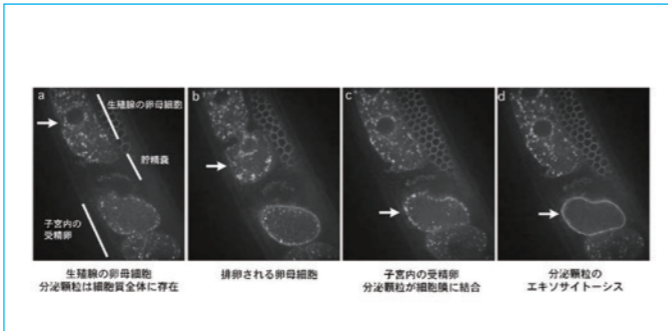 a
生殖腺の卵母細胞
貯精嚢
子宮内の
受精卵
b
c
d
生殖腺の卵母細胞
分泌顆粒は細胞質全体に存在
排卵される卵母細胞
子宮内の受精卵
分泌顆粒が細胞膜に結合
分泌顆粒の
エキソサイトーシス